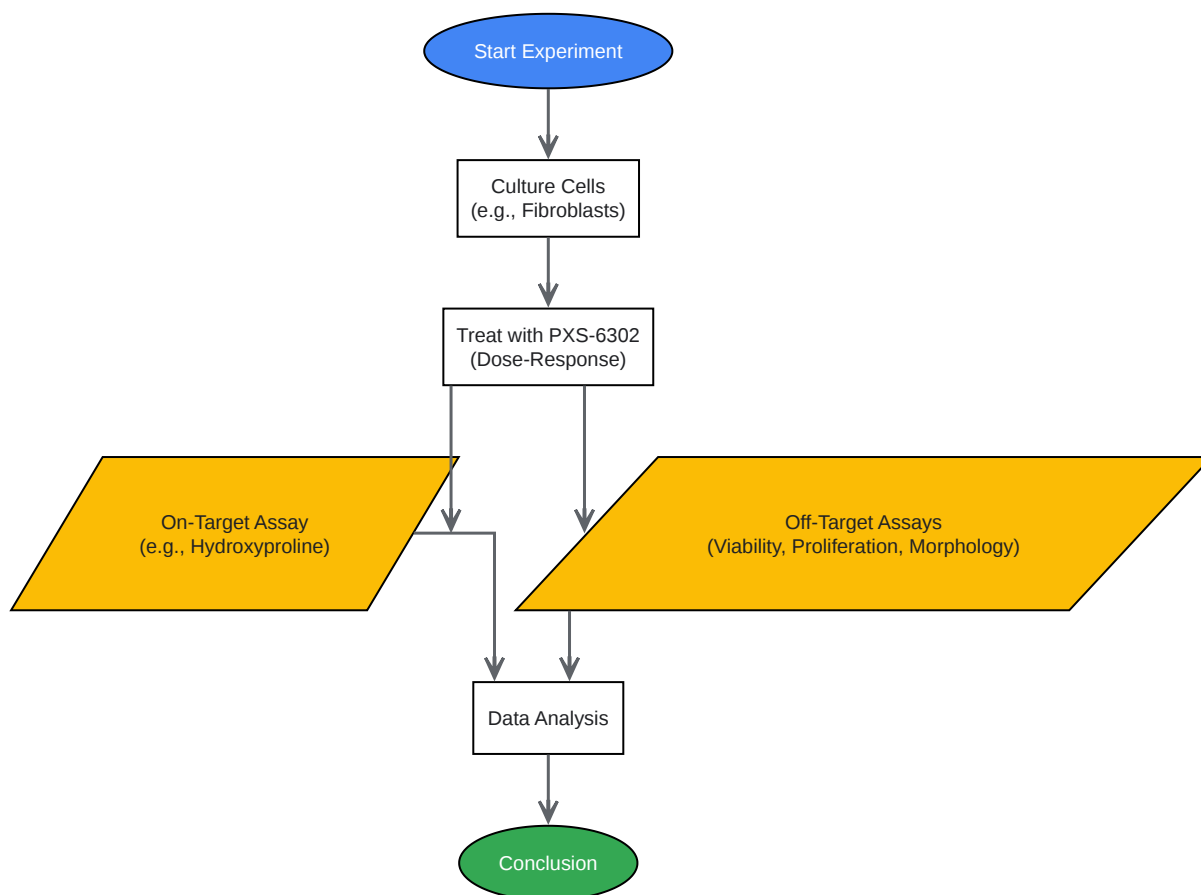 Start Experiment
Culture Cells
(e.g., Fibroblasts)
Treat with PXS-6302
(Dose-Response)
On-Target Assay
(e.g., Hydroxyproline)
Off-Target Assays
(Viability, Proliferation, Morphology)
Data Analysis
Conclusion